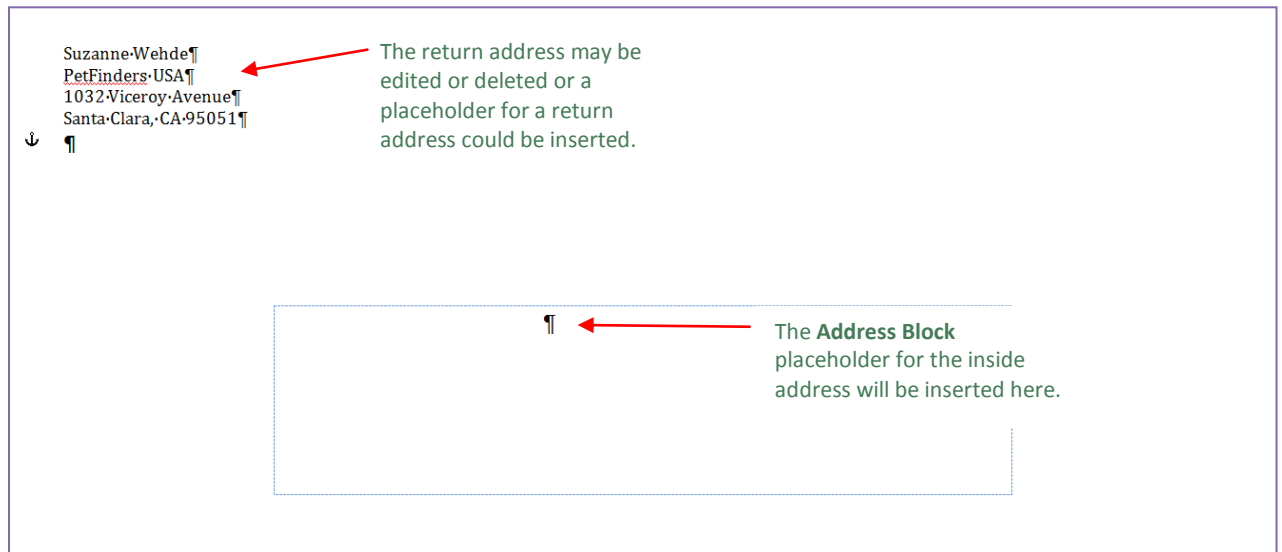 Suzanne·Wehde¶
PetFinders·USA¶
1032·Viceroy·Avenue¶
Santa·Clara,·CA·95051¶
¶
The return address may be
edited or deleted or a
placeholder for a return
address could be inserted.
¶
The Address Block
placeholder for the inside
address will be inserted here.